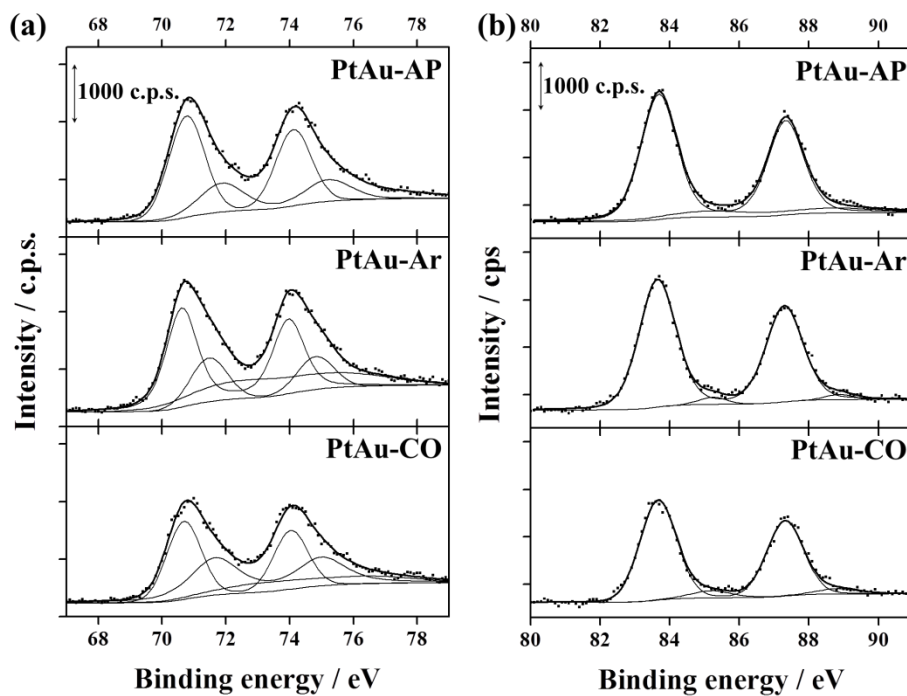 (a)
68 70 72 74 76 78
PtAu-AP
1000 c.p.s.
PtAu-Ar
PtAu-CO
Intensity / c.p.s.
68 70 72 74 76 78
Binding energy / eV
(b)
80 82 84 86 88 90
PtAu-AP
1000 c.p.s.
PtAu-Ar
PtAu-CO
Intensity / cps
80 82 84 86 88 90
Binding energy / eV